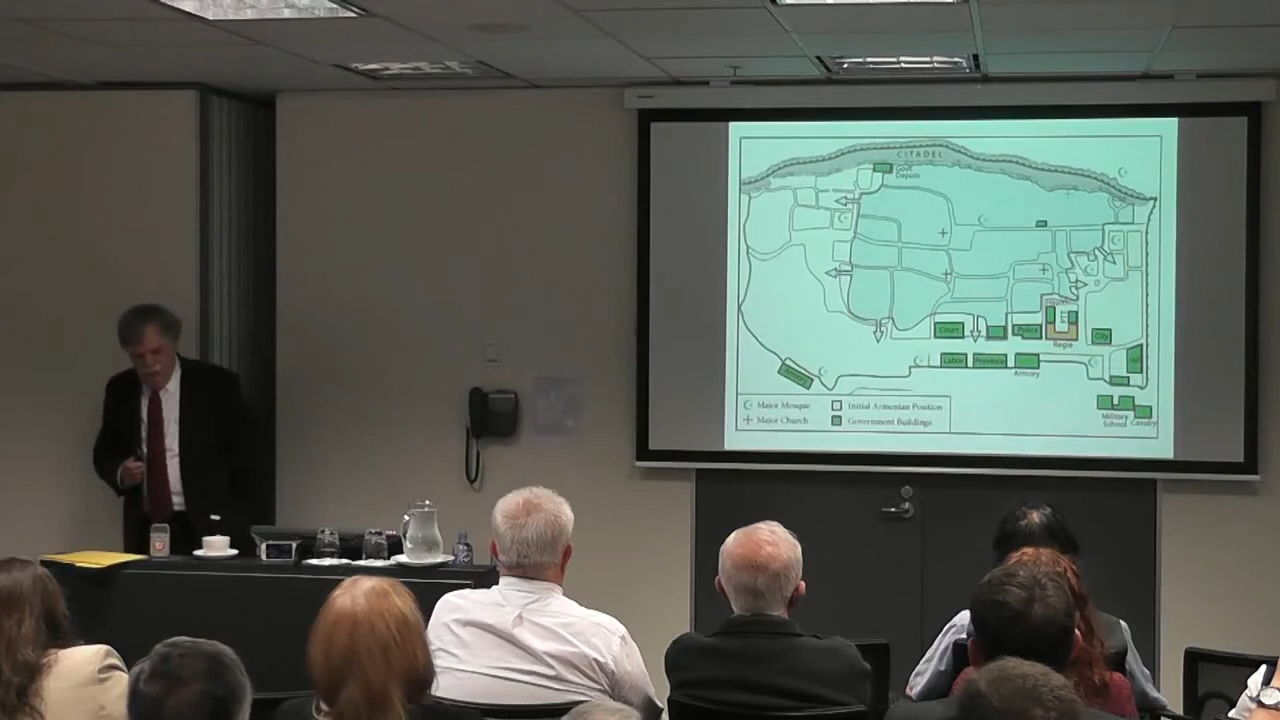 CITADEL
Govt.
Depots
Court
Police
Regie
City
Labor
Province
Armory
Military
School
Cavalry
Major Mosque
Initial Armenian Position
Major Church
Government Buildings